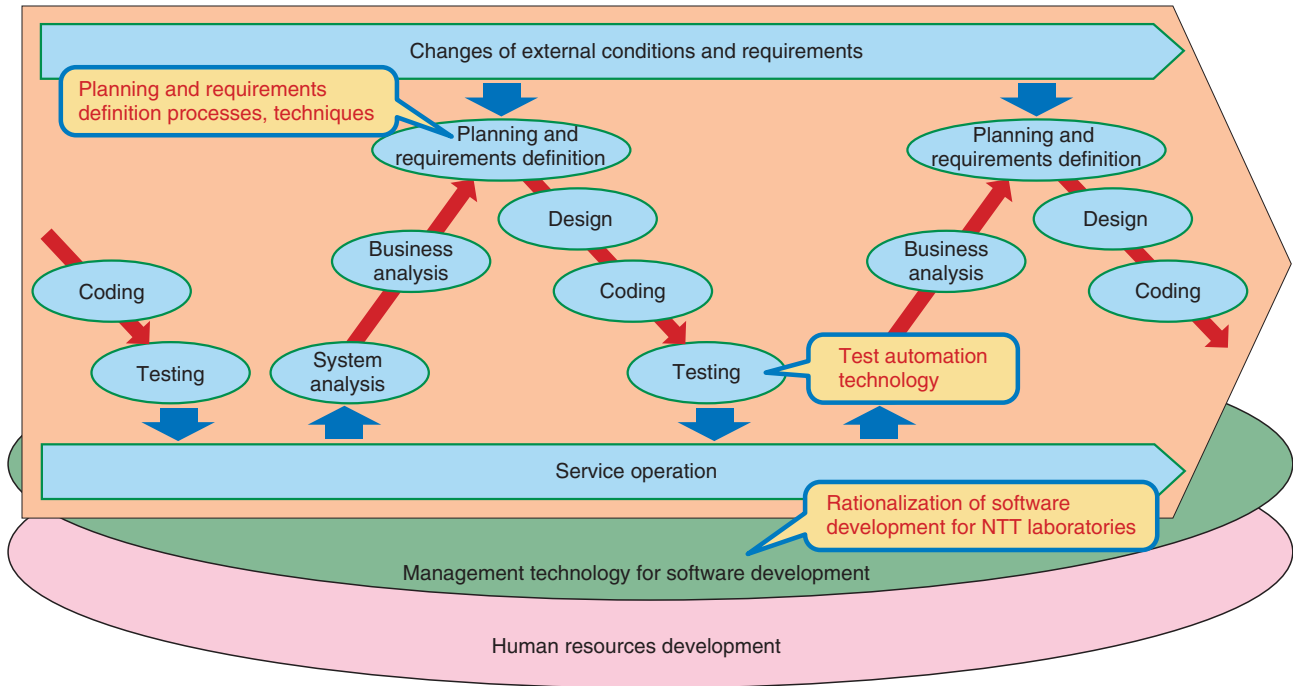 Changes of external conditions and requirements
Planning and requirements
definition processes, techniques
Planning and
requirements definition
Planning and
requirements definition
Design
Design
Business
analysis
Business
analysis
Coding
Coding
Coding
Testing
System
analysis
Testing
Test automation
technology
Service operation
Rationalization of software
development for NTT laboratories
Management technology for software development
Human resources development